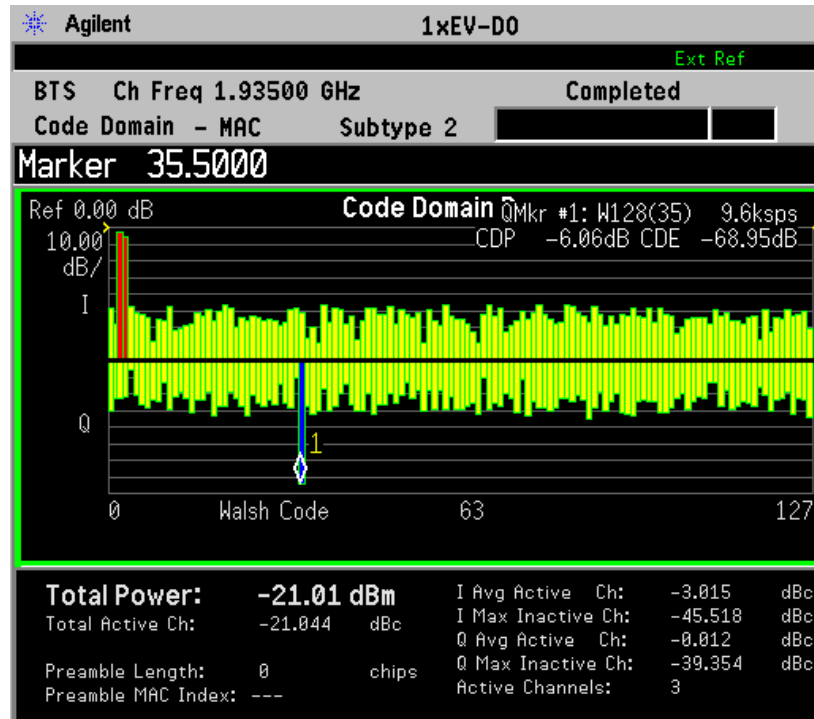 Agilent 1xEV-DO
Ext Ref
BTS Ch Freq 1.93500 GHz Completed
Code Domain - MAC Subtype 2
Marker 35.5000
Ref 0.00 dB Code Domain Mkr #1: W128(35) 9.6ksps
10.00 CDP -6.06dB CDE -68.95dB
dB/
I
Q
1
0 Walsh Code 63 127
Total Power: -21.01 dBm I Avg Active Ch: -3.015 dBc
Total Active Ch: -21.044 dBc I Max Inactive Ch: -45.518 dBc
Q Avg Active Ch: -0.012 dBc
Preamble Length: 0 chips Q Max Inactive Ch: -39.354 dBc
Preamble MAC Index: --- Active Channels: 3